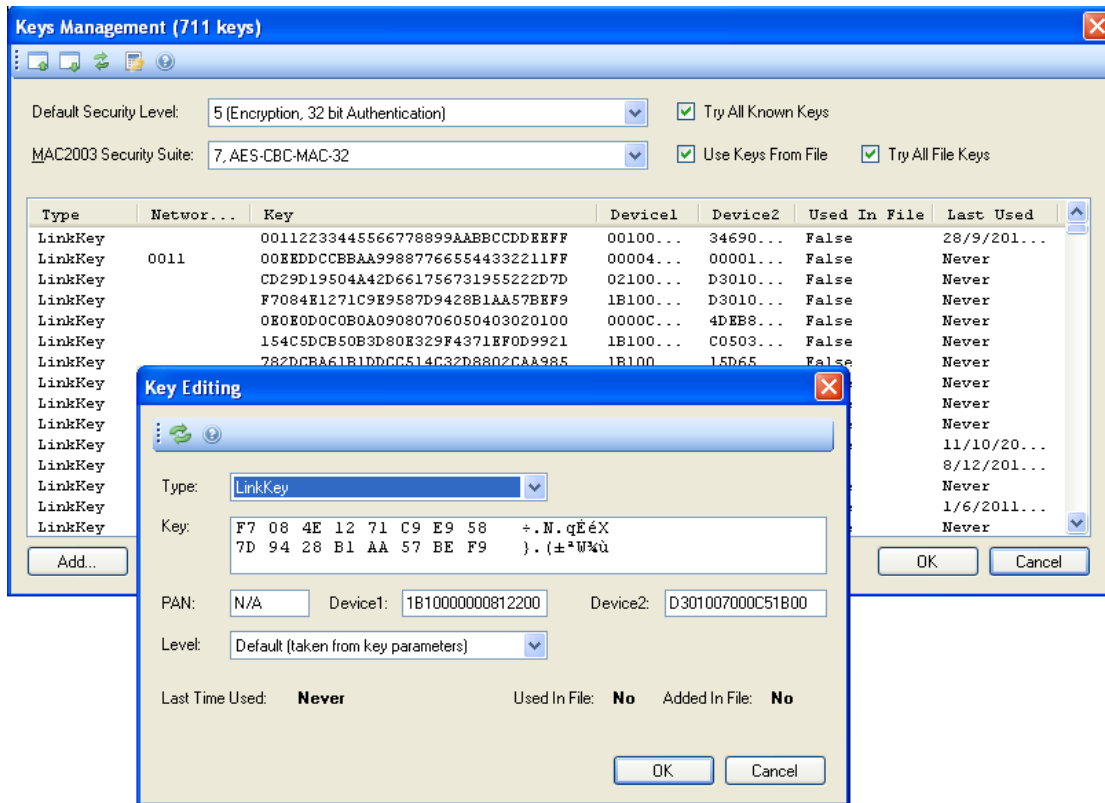 Keys Management (711 keys)
Default Security Level: 5 (Encryption, 32 bit Authentication) Try All Known Keys
MAC2003 Security Suite: 7, AES-CBC-MAC-32 Use Keys From File Try All File Keys
Type Networ... Key Device1 Device2 Used In File Last Used
LinkKey 00112233445566778899AABBCCDDEEFF 00100... 34690... False 28/9/201...
LinkKey 0011 00EEDDCCBBAA998877665544332211FF 00004... 00001... False Never
LinkKey CD29D19504A42D661756731955222D7D 02100... D3010... False Never
LinkKey F7084E1271C9E9587D9428B1AA57BEF9 1B100... D3010... False Never
LinkKey 0E0E0D0C0B0A09080706050403020100 0000C... 4DEB8... False Never
LinkKey 154C5DCB50B3D80E329F4371EF0D9921 1B100... C0503... False Never
LinkKey 782DCBA61B1DDCC514C32D8802CAA985 1B100 15D65 False Never
LinkKey Never
LinkKey Never
LinkKey Never
LinkKey 11/10/20...
LinkKey 8/12/201...
LinkKey Never
LinkKey 1/6/2011...
LinkKey Never
Add... OK Cancel
Key Editing
Type: LinkKey
Key: F7 08 4E 12 71 C9 E9 58 ÷.N.qÉéX
7D 94 28 B1 AA 57 BE F9 }.(±ªW¾ù
PAN: N/A Device1: 1B10000000812200 Device2: D301007000C51B00
Level: Default (taken from key parameters)
Last Time Used: Never Used In File: No Added In File: No
OK Cancel